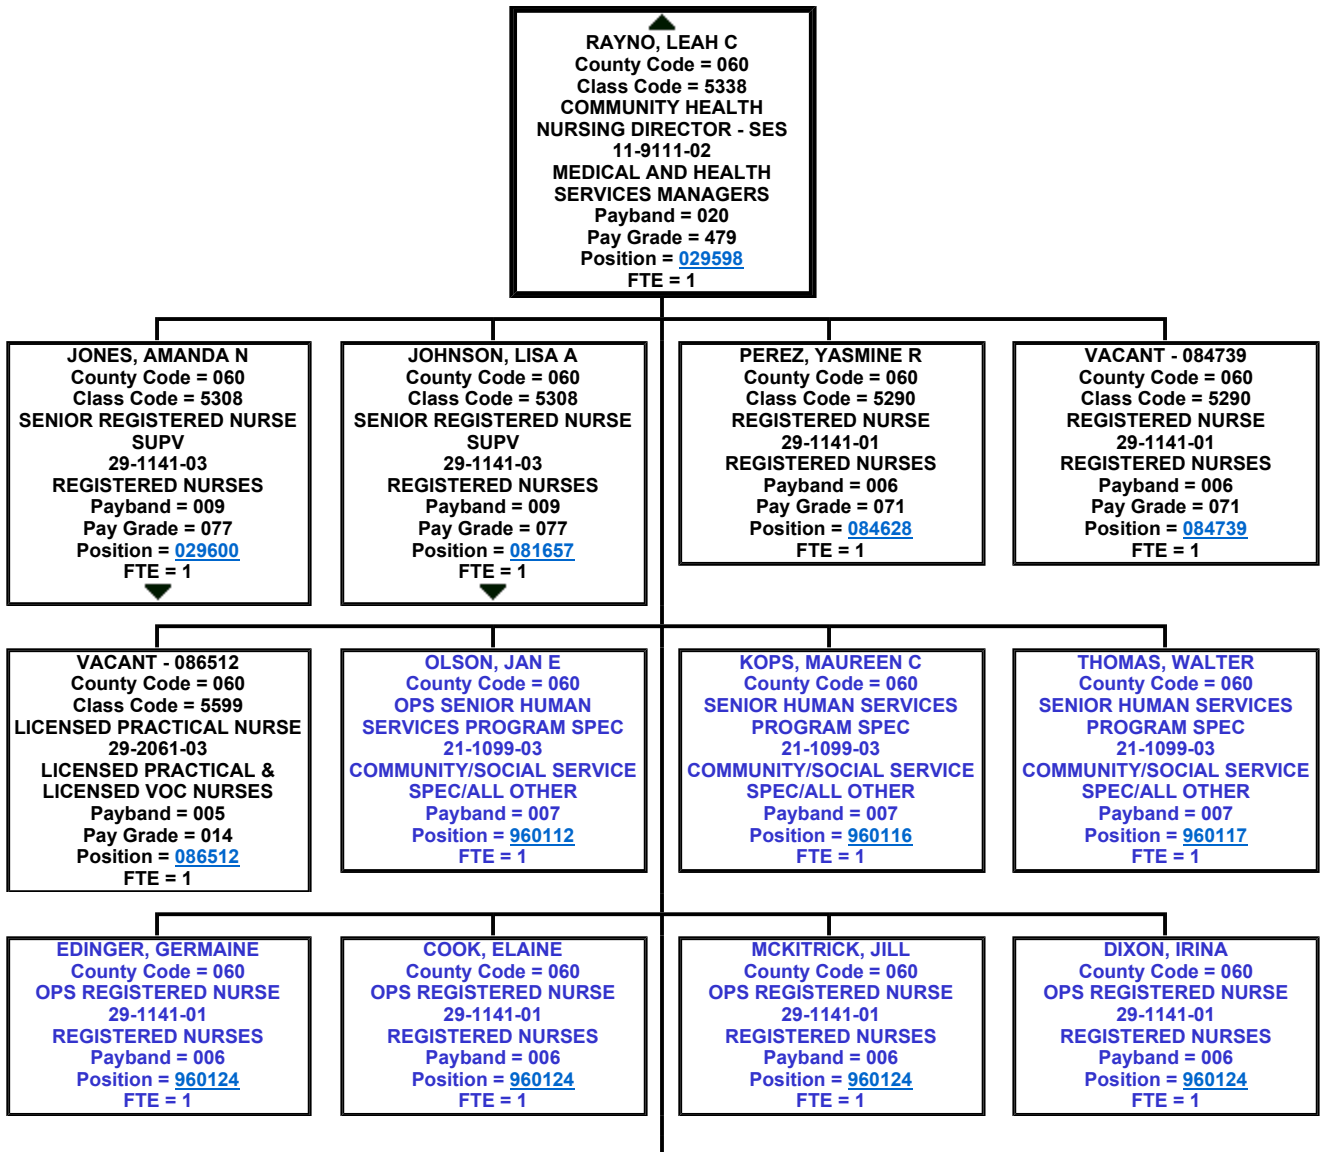 RAYNO, LEAH C
County Code = 060
Class Code = 5338
COMMUNITY HEALTH
NURSING DIRECTOR - SES
11-9111-02
MEDICAL AND HEALTH
SERVICES MANAGERS
Payband = 020
Pay Grade = 479
Position = 029598
FTE = 1
JONES, AMANDA N
County Code = 060
Class Code = 5308
SENIOR REGISTERED NURSE
SUPV
29-1141-03
REGISTERED NURSES
Payband = 009
Pay Grade = 077
Position = 029600
FTE = 1
JOHNSON, LISA A
County Code = 060
Class Code = 5308
SENIOR REGISTERED NURSE
SUPV
29-1141-03
REGISTERED NURSES
Payband = 009
Pay Grade = 077
Position = 081657
FTE = 1
PEREZ, YASMINE R
County Code = 060
Class Code = 5290
REGISTERED NURSE
29-1141-01
REGISTERED NURSES
Payband = 006
Pay Grade = 071
Position = 084628
FTE = 1
VACANT - 084739
County Code = 060
Class Code = 5290
REGISTERED NURSE
29-1141-01
REGISTERED NURSES
Payband = 006
Pay Grade = 071
Position = 084739
FTE = 1
VACANT - 086512
County Code = 060
Class Code = 5599
LICENSED PRACTICAL NURSE
29-2061-03
LICENSED PRACTICAL &
LICENSED VOC NURSES
Payband = 005
Pay Grade = 014
Position = 086512
FTE = 1
OLSON, JAN E
County Code = 060
OPS SENIOR HUMAN
SERVICES PROGRAM SPEC
21-1099-03
COMMUNITY/SOCIAL SERVICE
SPEC/ALL OTHER
Payband = 007
Position = 960112
FTE = 1
KOPS, MAUREEN C
County Code = 060
SENIOR HUMAN SERVICES
PROGRAM SPEC
21-1099-03
COMMUNITY/SOCIAL SERVICE
SPEC/ALL OTHER
Payband = 007
Position = 960116
FTE = 1
THOMAS, WALTER
County Code = 060
SENIOR HUMAN SERVICES
PROGRAM SPEC
21-1099-03
COMMUNITY/SOCIAL SERVICE
SPEC/ALL OTHER
Payband = 007
Position = 960117
FTE = 1
EDINGER, GERMAINE
County Code = 060
OPS REGISTERED NURSE
29-1141-01
REGISTERED NURSES
Payband = 006
Position = 960124
FTE = 1
COOK, ELAINE
County Code = 060
OPS REGISTERED NURSE
29-1141-01
REGISTERED NURSES
Payband = 006
Position = 960124
FTE = 1
MCKITRICK, JILL
County Code = 060
OPS REGISTERED NURSE
29-1141-01
REGISTERED NURSES
Payband = 006
Position = 960124
FTE = 1
DIXON, IRINA
County Code = 060
OPS REGISTERED NURSE
29-1141-01
REGISTERED NURSES
Payband = 006
Position = 960124
FTE = 1